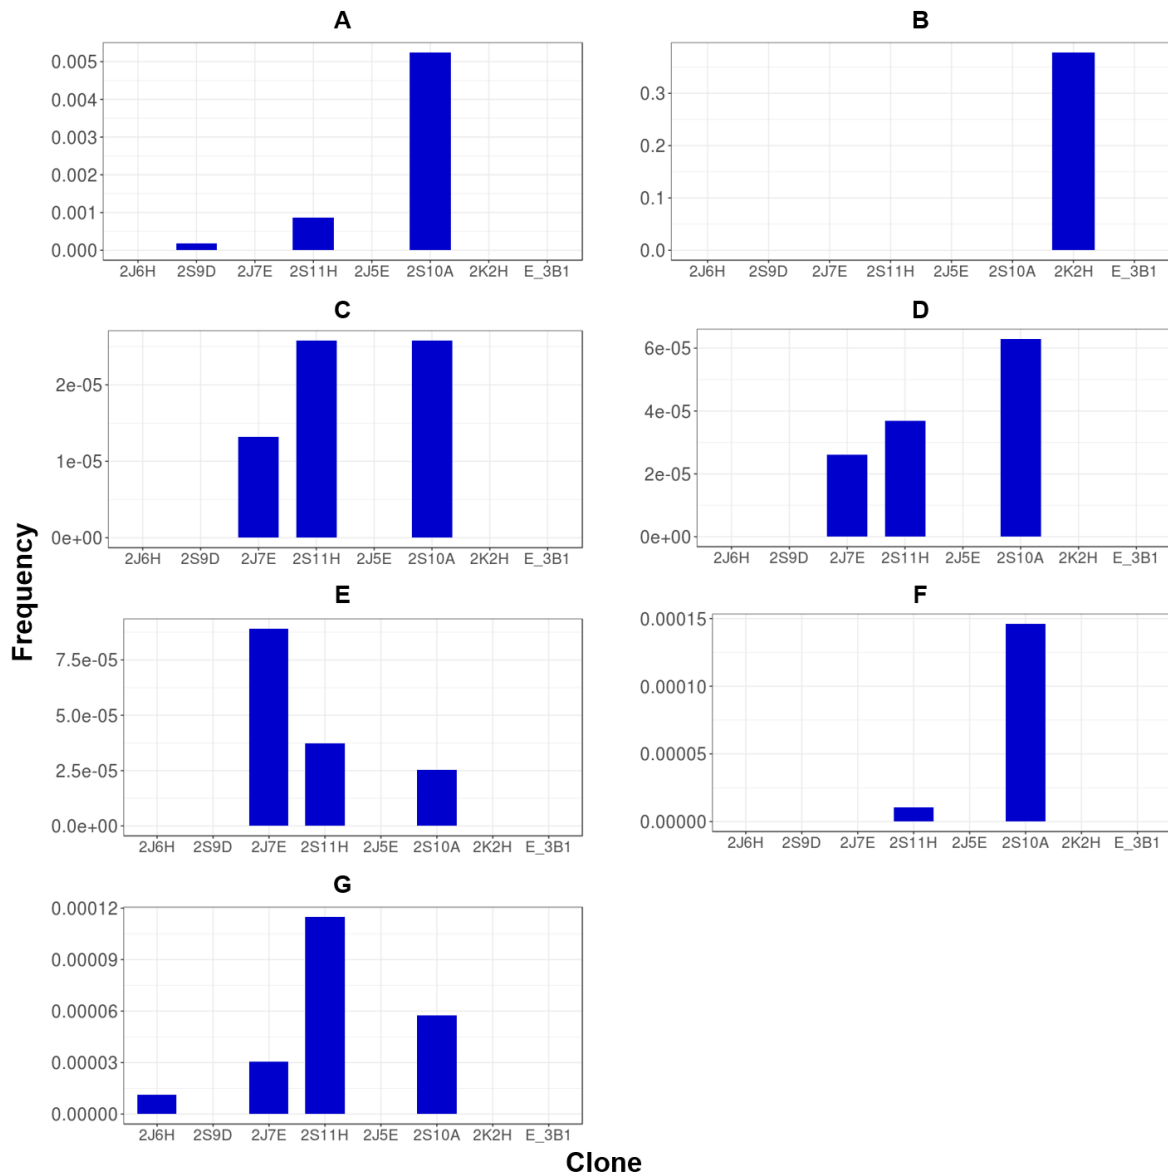 A
0.005
0.004
0.003
0.002
0.001
0.000
2J6H 2S9D 2J7E 2S11H 2J5E 2S10A 2K2H E_3B1
B
0.3
0.2
0.1
0.0
2J6H 2S9D 2J7E 2S11H 2J5E 2S10A 2K2H E_3B1
C
2e-05
1e-05
0e+00
2J6H 2S9D 2J7E 2S11H 2J5E 2S10A 2K2H E_3B1
D
6e-05
4e-05
2e-05
0e+00
2J6H 2S9D 2J7E 2S11H 2J5E 2S10A 2K2H E_3B1
Frequency
E
7.5e-05
5.0e-05
2.5e-05
0.0e+00
2J6H 2S9D 2J7E 2S11H 2J5E 2S10A 2K2H E_3B1
F
0.00015
0.00010
0.00005
0.00000
2J6H 2S9D 2J7E 2S11H 2J5E 2S10A 2K2H E_3B1
G
0.00012
0.00009
0.00006
0.00003
0.00000
2J6H 2S9D 2J7E 2S11H 2J5E 2S10A 2K2H E_3B1
Clone